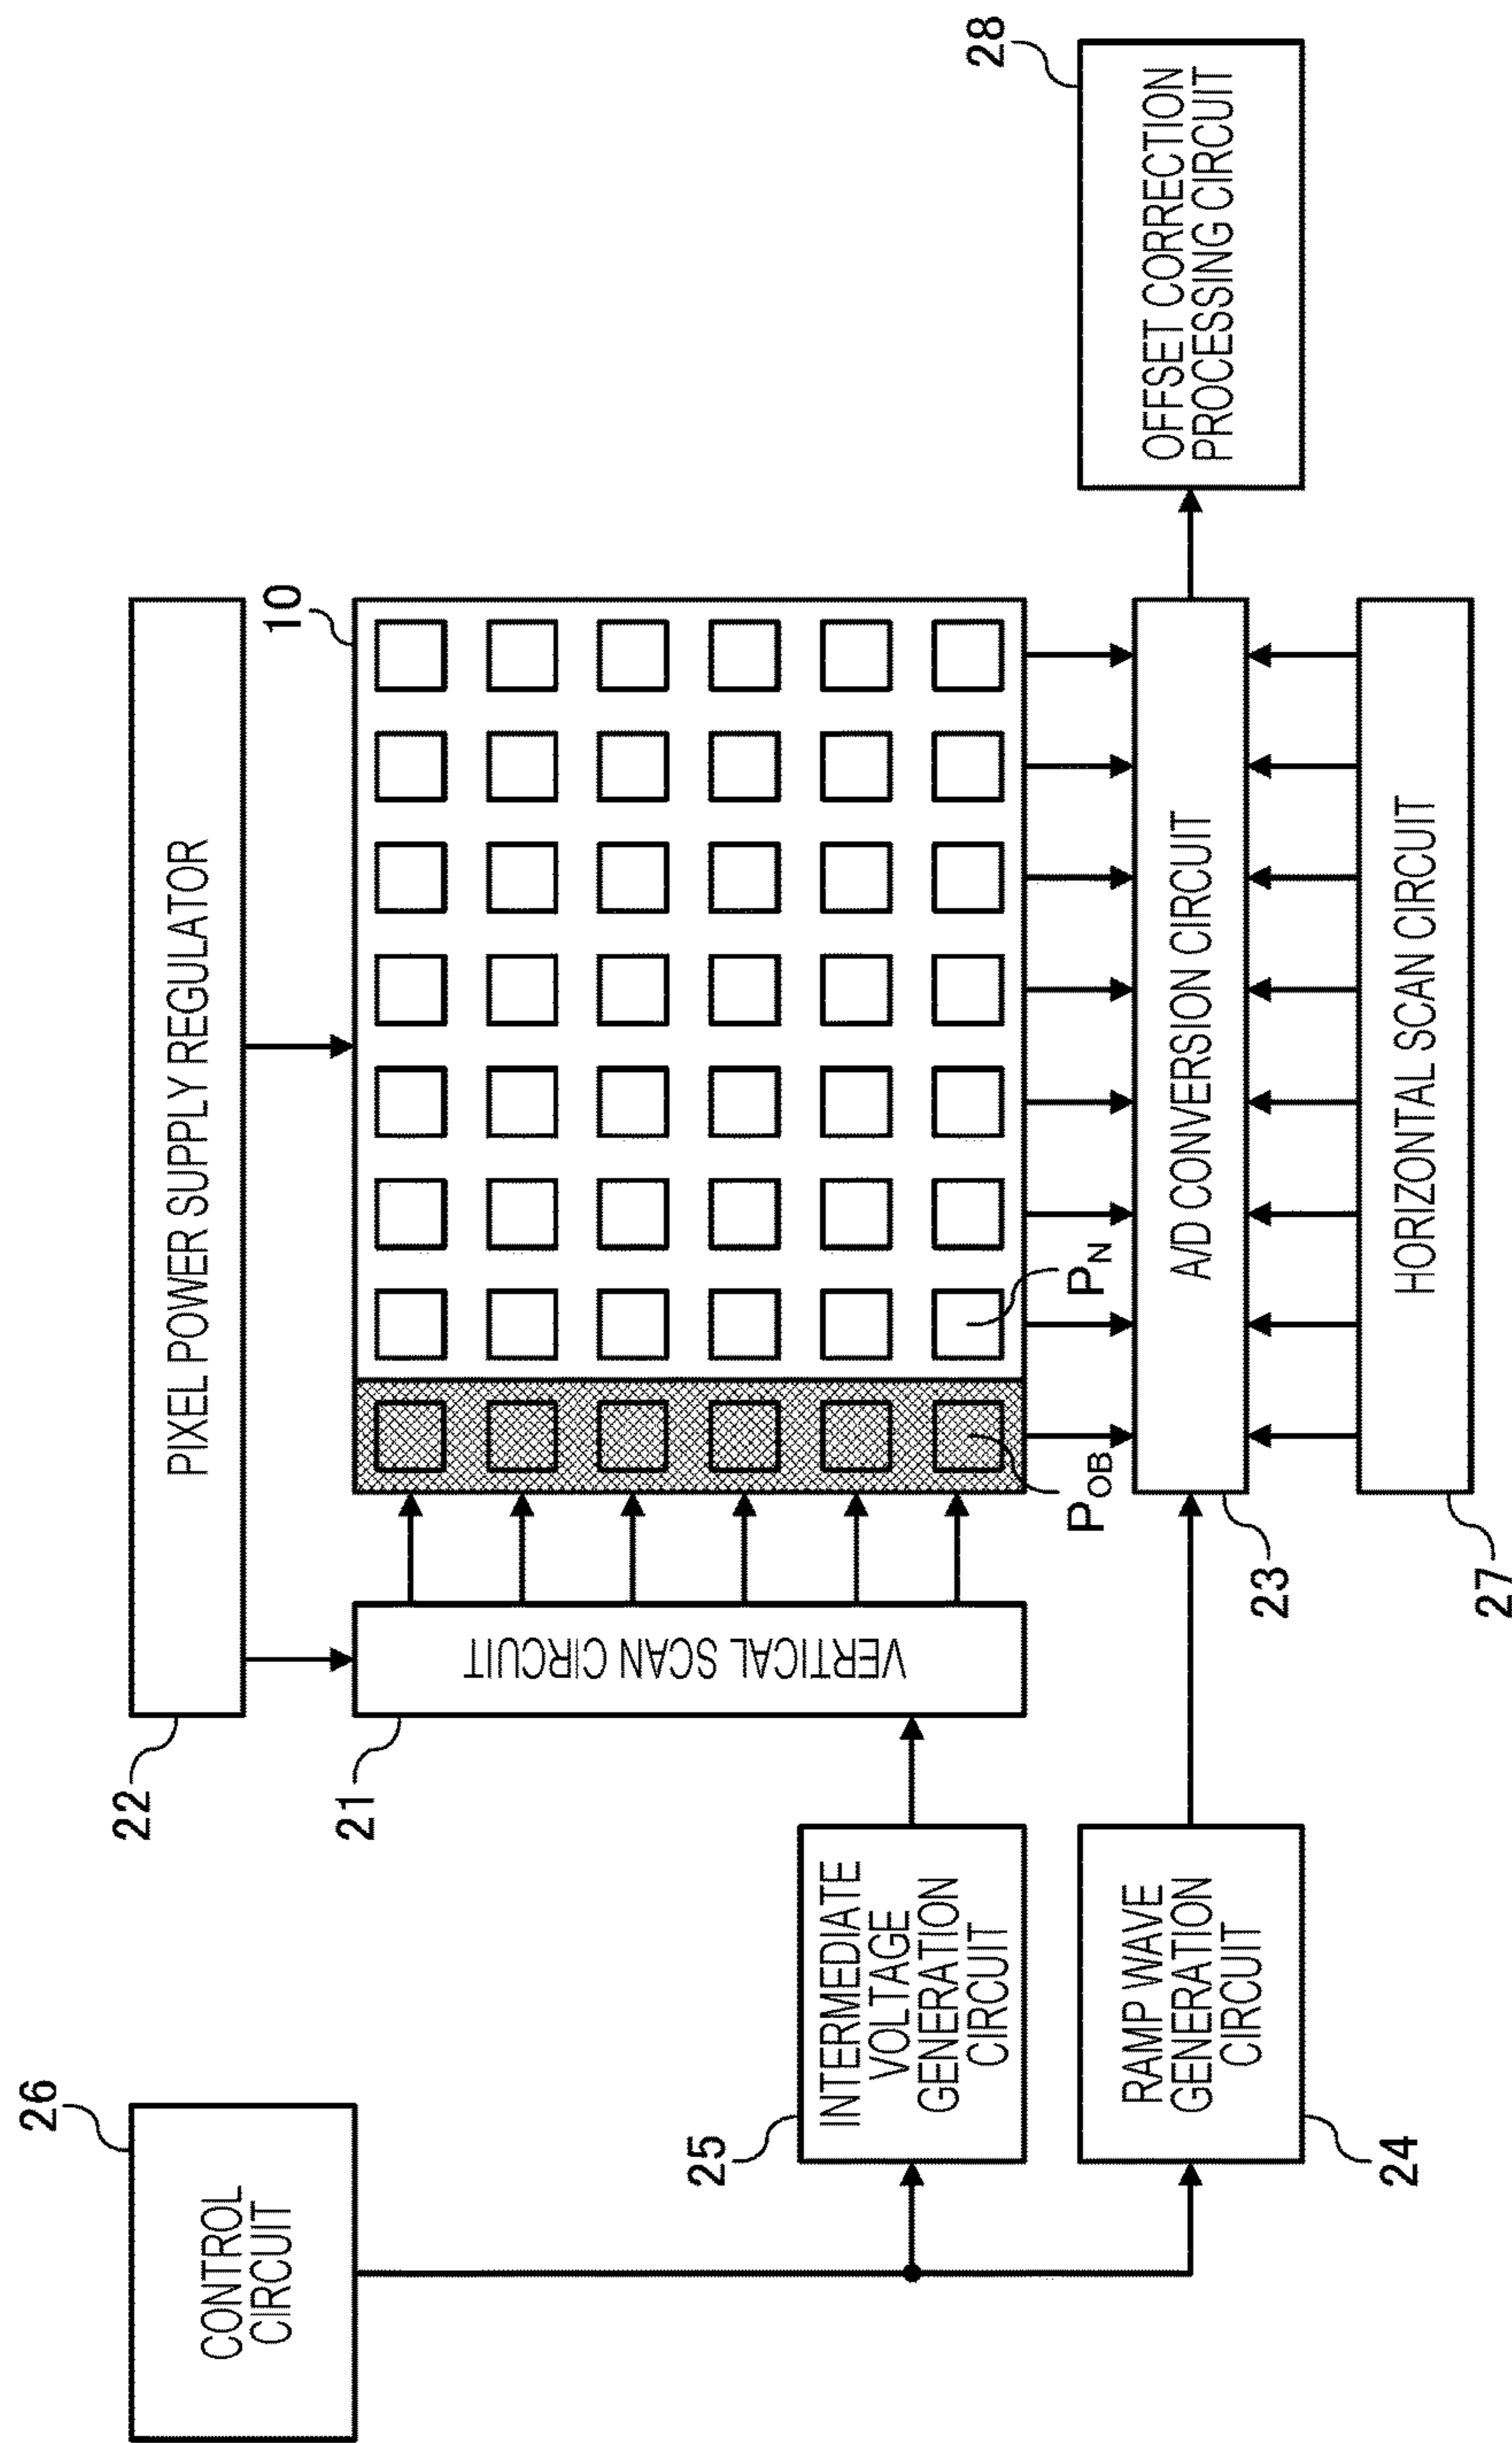 26
CONTROL
CIRCUIT
22
PIXEL POWER SUPPLY REGULATOR
21
VERTICAL SCAN CIRCUIT
10
25
INTERMEDIATE
VOLTAGE
GENERATION
CIRCUIT
P_OB
P_N
24
RAMP WAVE
GENERATION
CIRCUIT
23
A/D CONVERSION CIRCUIT
28
OFFSET CORRECTION
PROCESSING CIRCUIT
27
HORIZONTAL SCAN CIRCUIT